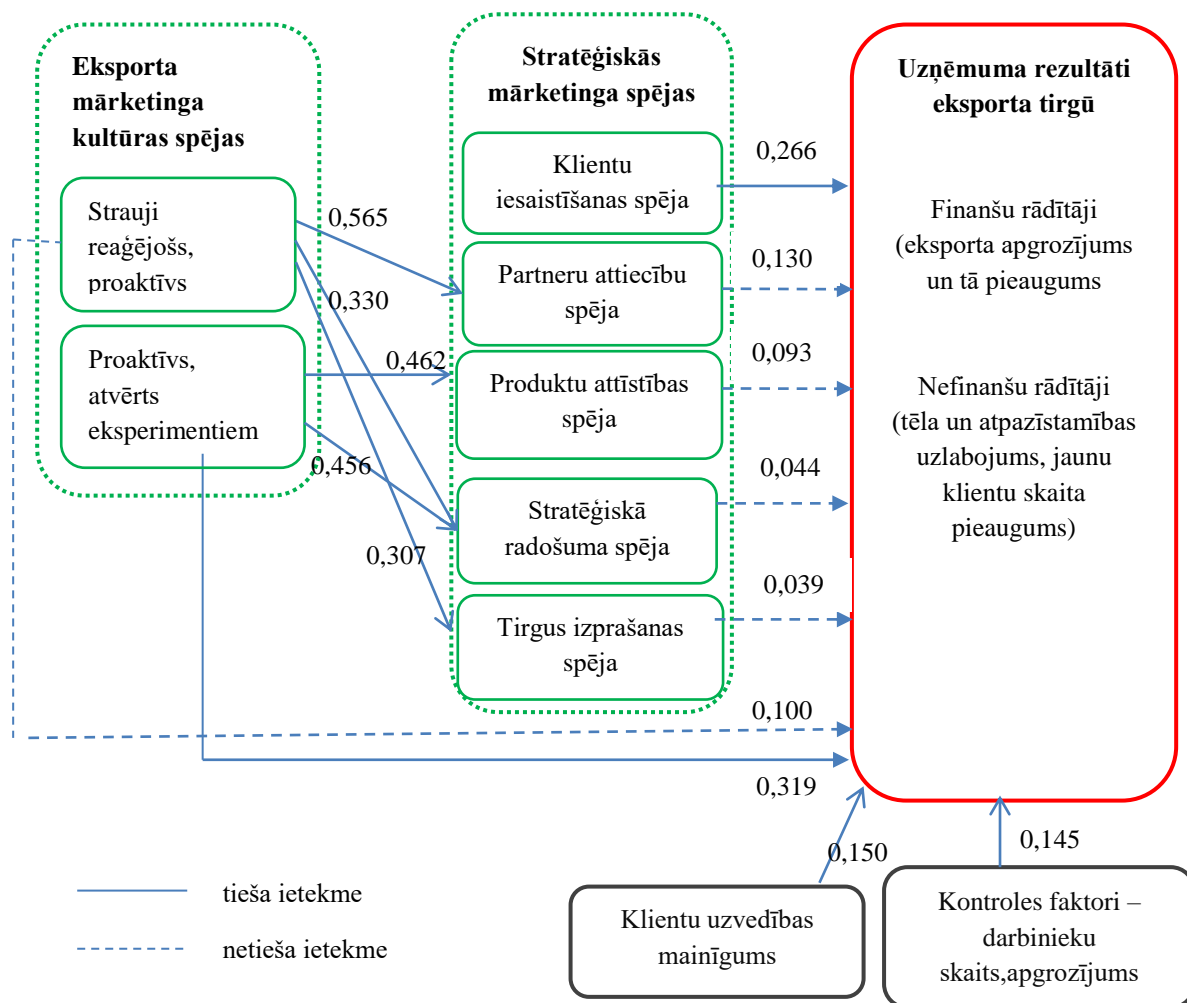 Eksporta
mārketinga
kultūras spējas
Strauji
reaģējošs,
proaktīvs
Proaktīvs,
atvērts
eksperimentiem
0,565
0,330
0,462
0,456
0,307
Stratēģiskās
mārketinga spējas
Klientu
iesaistīšanas spēja
Partneru attiecību
spēja
Produktu attīstības
spēja
Stratēģiskā
radošuma spēja
Tirgus izprašanas
spēja
0,266
0,130
0,093
0,044
0,039
0,100
0,319
Uzņēmuma rezultāti
eksporta tirgū
Finanšu rādītāji
(eksporta apgrozījums
un tā pieaugums
Nefinanšu rādītāji
(tēla un atpazīstamības
uzlabojums, jaunu
klientu skaita
pieaugums)
0,150
0,145
tieša ietekme
netieša ietekme
Klientu uzvedības
mainīgums
Kontroles faktori –
darbinieku
skaits,apgrozījums